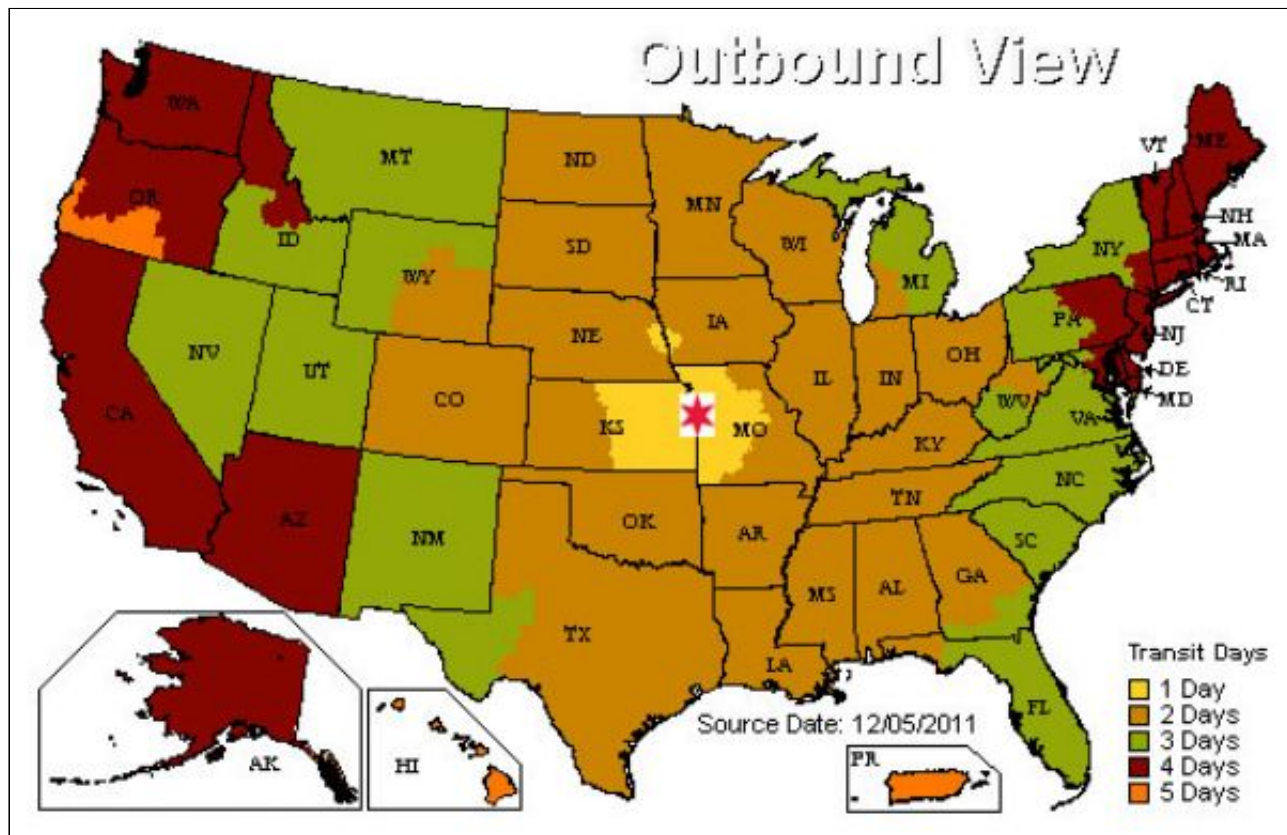 Outbound View
WA
MT
ND
MN
VT
ME
OR
ID
WY
SD
WI
MI
NY
NH
MA
RI
CT
NV
UT
CO
NE
IA
IL
IN
OH
PA
NJ
DE
MD
CA
KS
MO
WV
VA
KY
AZ
NM
OK
AR
TN
NC
SC
TX
LA
MS
AL
GA
FL
Source Date: 12/05/2011
AK
HI
PR
Transit Days
1 Day
2 Days
3 Days
4 Days
5 Days